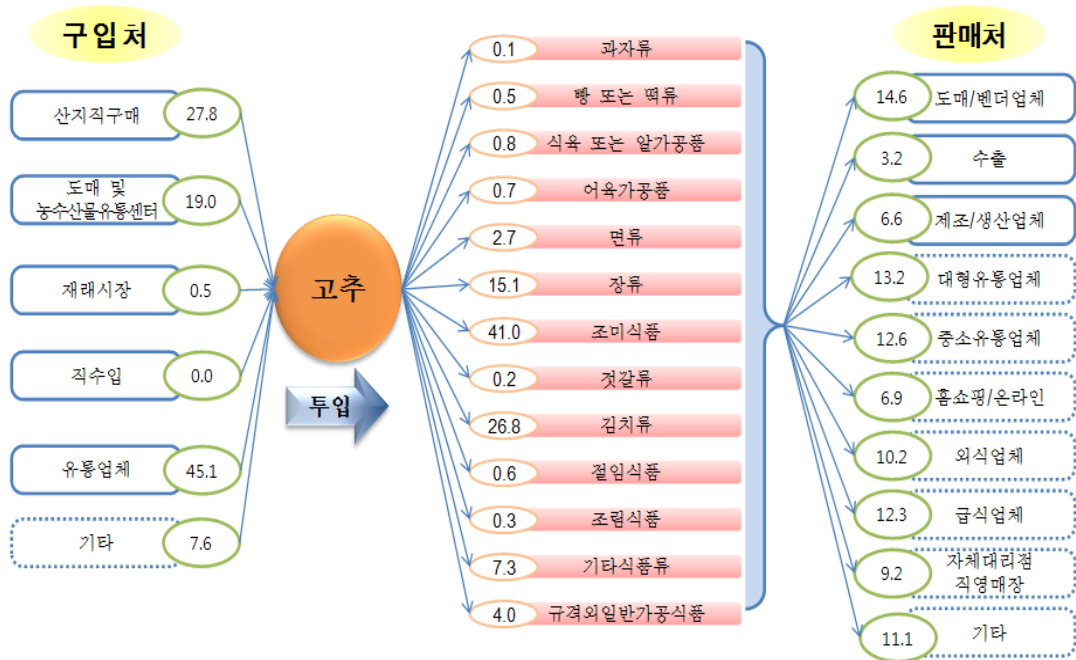 구입처
산지직구매
27.8
도매 및
농수산물유통센터
19.0
재래시장
0.5
직수입
0.0
유통업체
45.1
기타
7.6
고추
투입
0.1
과자류
0.5
빵 또는 떡류
0.8
식육 또는 알가공품
0.7
어육가공품
2.7
면류
15.1
장류
41.0
조미식품
0.2
젓갈류
26.8
김치류
0.6
절임식품
0.3
조림식품
7.3
기타식품류
4.0
규격외일반가공식품
판매처
14.6
도매/벤더업체
3.2
수출
6.6
제조/생산업체
13.2
대형유통업체
12.6
중소유통업체
6.9
홈쇼핑/온라인
10.2
외식업체
12.3
급식업체
9.2
자체대리점
직영매장
11.1
기타